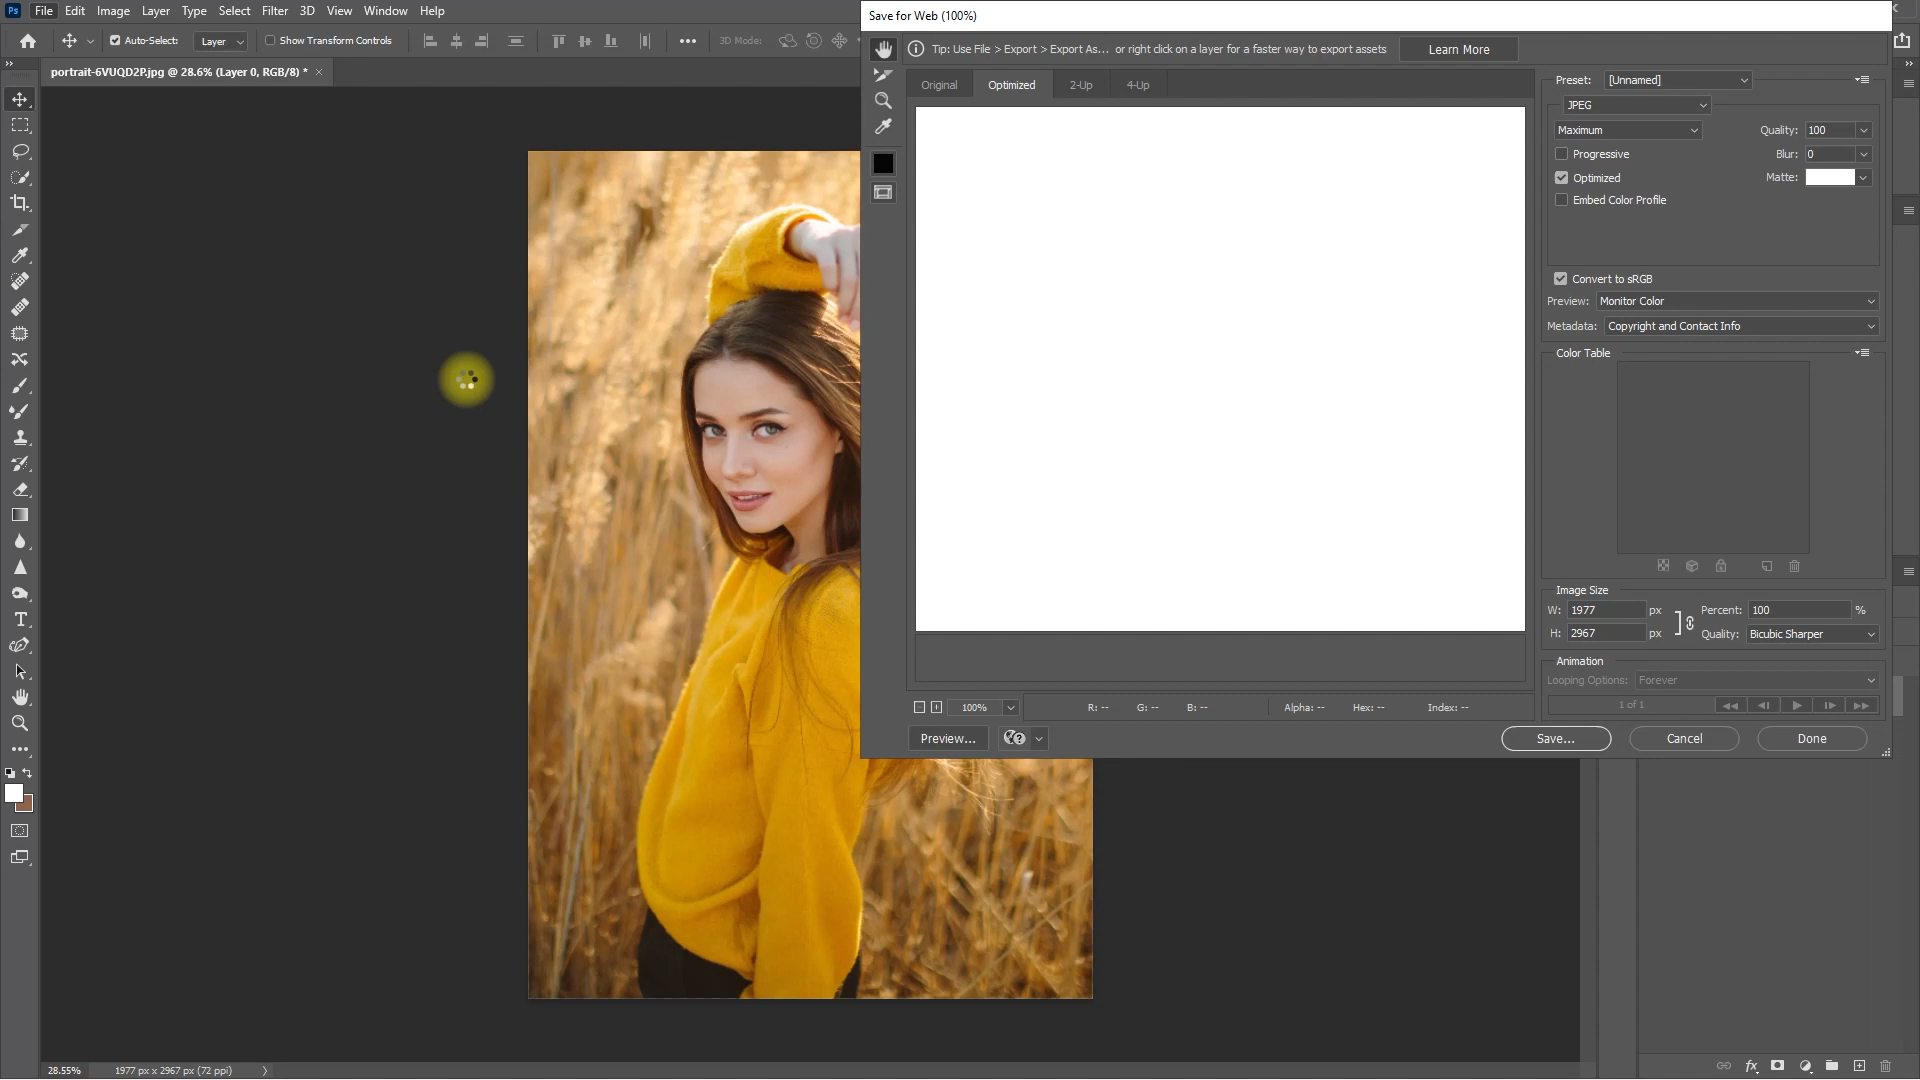 Ps File Edit Image Layer Type Select Filter 3D View Window Help
Auto-Select: Layer Show Transform Controls 3D Mode:
portrait-6VUQD2P.jpg @ 28.6% (Layer 0, RGB/8) * ×
Save for Web (100%)
Tip: Use File > Export > Export As... or right click on a layer for a faster way to export assets Learn More
Original Optimized 2-Up 4-Up
Preset: [Unnamed]
JPEG
Maximum Quality: 100
Progressive Blur: 0
Optimized Matte:
Embed Color Profile
Convert to sRGB
Preview: Monitor Color
Metadata: Copyright and Contact Info
Color Table
Image Size
W: 1977 px Percent: 100 %
H: 2967 px Quality: Bicubic Sharper
Animation
Looping Options: Forever
1 of 1
100% R: -- G: -- B: -- Alpha: -- Hex: -- Index: --
Preview... Save... Cancel Done
28.55% 1977 px x 2967 px (72 ppi)
fx